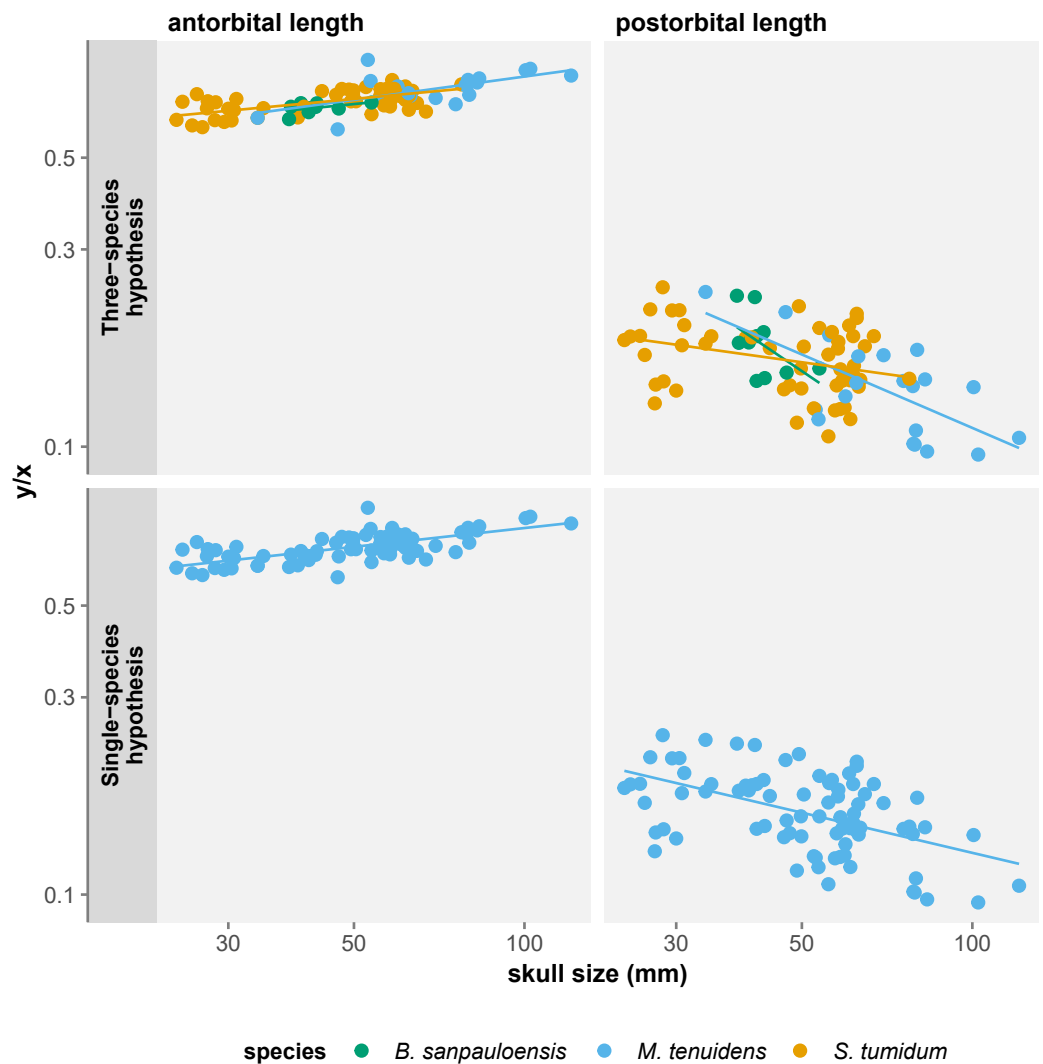 antorbital length
postorbital length
0.5
0.3
0.1
Three−species
hypothesis
y/x
0.5
0.3
0.1
Single−species
hypothesis
30
50
100
30
50
100
skull size (mm)
species
B. sanpauloensis
M. tenuidens
S. tumidum